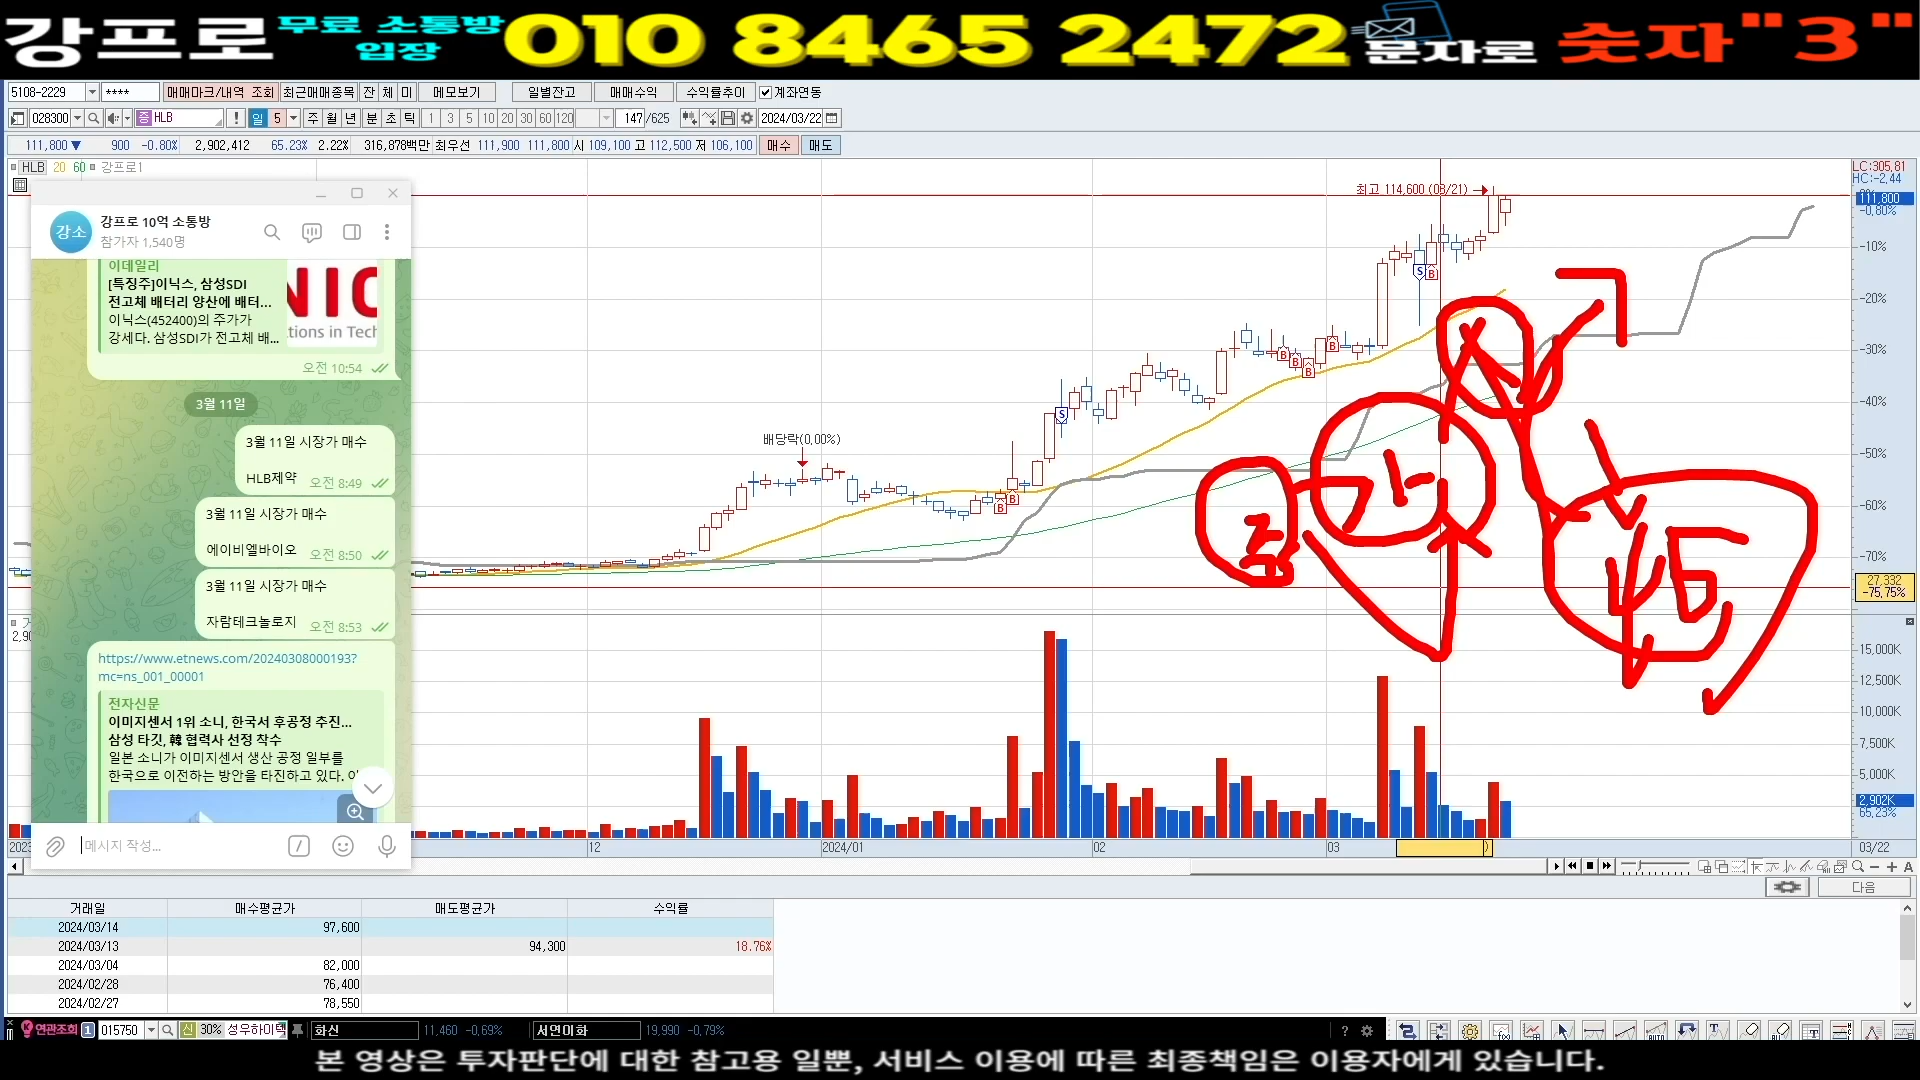 강프로 무료 소통방 입장 010 8465 2472 문자로 숫자"3"
5108-2229 **** 매매마크/내역 조회 최근매매종목 잔 체 미 메모보기 일별잔고 매매수익 수익률추이 계좌연동
028300 증 HLB 일 5 주 월 년 분 초 틱 1 3 5 10 20 30 60 120 147 /625 2024/03/22
111,800 ▼ 900 -0.80% 2,902,412 65.23% 2.22% 316,878백만 최우선 111,900 111,800 시 109,100 고 112,500 저 106,100 매수 매도
HLB 20 60 강프로1
LC:305.81
HC:-2.44
111,800
-0.80%
최고 114,600 (03/21)
-10%
-20%
-30%
-40%
-50%
-60%
-70%
27,332
-75.75%
배당락(0,00%)
강소
강프로 10억 소통방
참가자 1,540명
이데일리
[특징주]이닉스, 삼성SDI
전고체 배터리 양산에 배터...
이닉스(452400)의 주가가
강세다. 삼성SDI가 전고체 배...
오전 10:54
3월 11일
3월 11일 시장가 매수
HLB제약 오전 8:49
3월 11일 시장가 매수
에이비엘바이오 오전 8:50
3월 11일 시장가 매수
자람테크놀로지 오전 8:53
https://www.etnews.com/20240308000193?
mc=ns_001_00001
전자신문
이미지센서 1위 소니, 한국서 후공정 추진...
삼성 타깃, 韓 협력사 선정 착수
일본 소니가 이미지센서 생산 공정 일부를
한국으로 이전하는 방안을 타진하고 있다.
메시지 작성...
15,000K
12,500K
10,000K
7,500K
5,000K
2,902K
65,23%
12 2024/01 02 03 03/22
다음
거래일 매수평균가 매도평균가 수익률
2024/03/14 97,600
2024/03/13 94,300 18.76%
2024/03/04 82,000
2024/02/28 76,400
2024/02/27 78,550
연관조회 1 015750 신 30% 성우하이텍 화신 11,460 -0.69% 서연이화 19,990 -0.79%
본 영상은 투자판단에 대한 참고용 일뿐, 서비스 이용에 따른 최종책임은 이용자에게 있습니다.